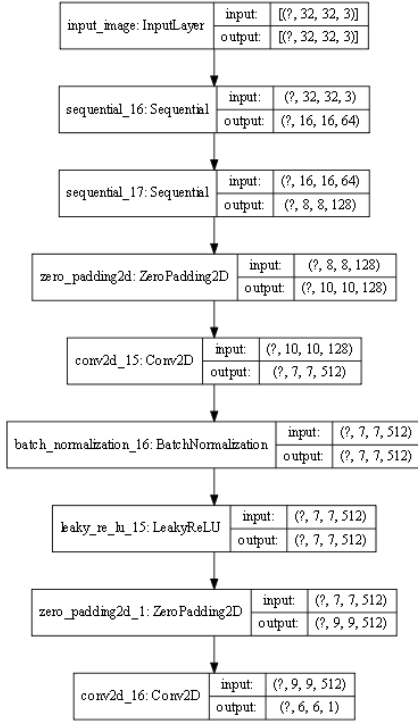 input_image: InputLayer
input: [(?, 32, 32, 3)]
output: [(?, 32, 32, 3)]
sequential_16: Sequential
input: (?, 32, 32, 3)
output: (?, 16, 16, 64)
sequential_17: Sequential
input: (?, 16, 16, 64)
output: (?, 8, 8, 128)
zero_padding2d: ZeroPadding2D
input: (?, 8, 8, 128)
output: (?, 10, 10, 128)
conv2d_15: Conv2D
input: (?, 10, 10, 128)
output: (?, 7, 7, 512)
batch_normalization_16: BatchNormalization
input: (?, 7, 7, 512)
output: (?, 7, 7, 512)
leaky_re_lu_15: LeakyReLU
input: (?, 7, 7, 512)
output: (?, 7, 7, 512)
zero_padding2d_1: ZeroPadding2D
input: (?, 7, 7, 512)
output: (?, 9, 9, 512)
conv2d_16: Conv2D
input: (?, 9, 9, 512)
output: (?, 6, 6, 1)